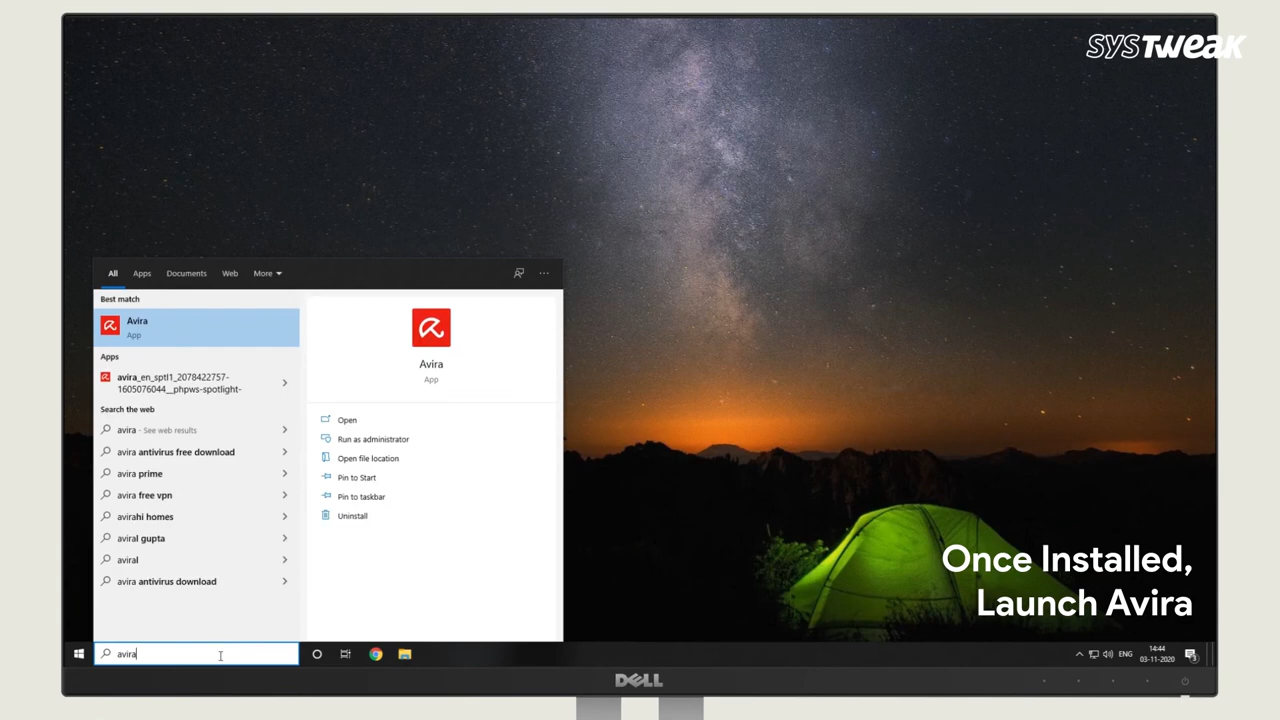 SYSTweak
All Apps Documents Web More
Best match
Avira
App
Apps
avira_en_sptl1_2078422757-
1605076044__phpws-spotlight-
Search the web
avira - See web results
avira antivirus free download
avira prime
avira free vpn
avirahi homes
aviral gupta
aviral
avira antivirus download
Avira
App
Open
Run as administrator
Open file location
Pin to Start
Pin to taskbar
Uninstall
Once Installed,
Launch Avira
avira
ENG
14:44
03-11-2020
3
DELL